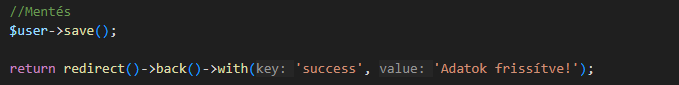 //Mentés
$user->save();
return redirect()->back()->with(key: 'success', value: 'Adatok frissítve!');